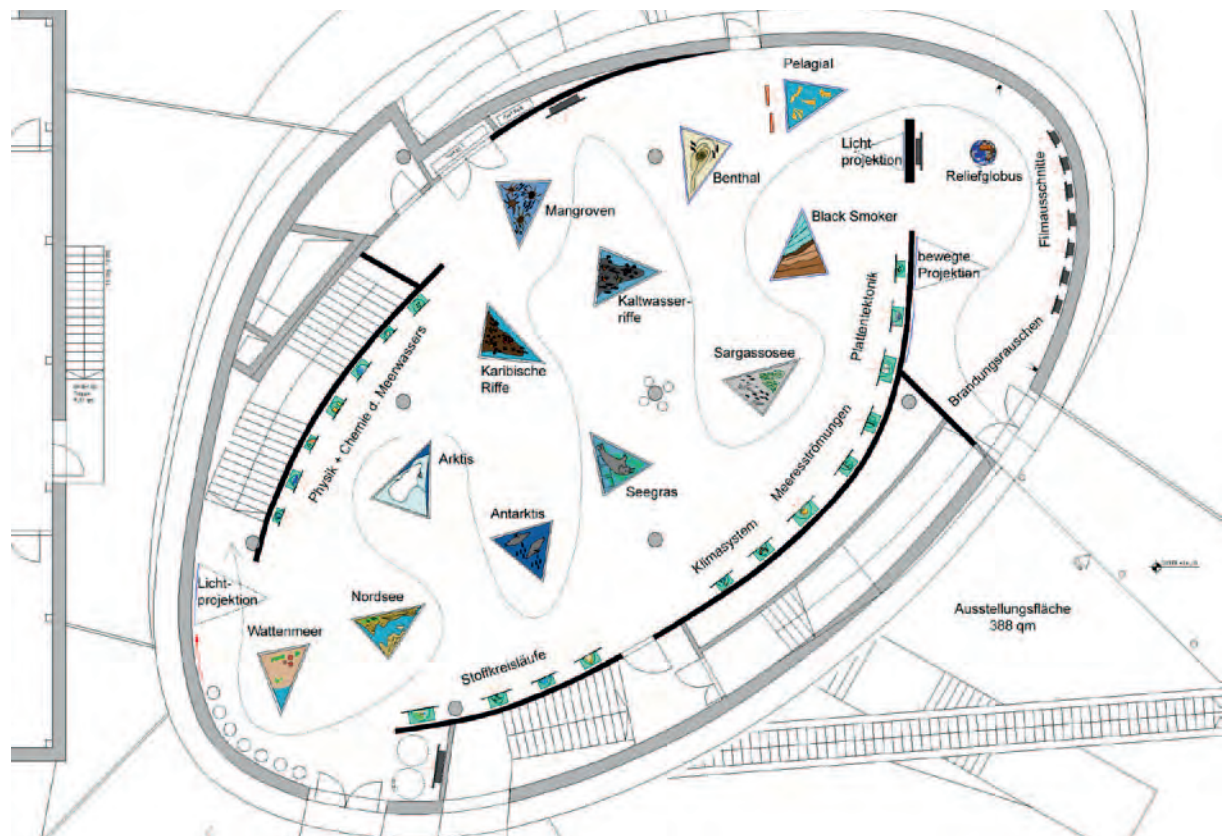 Pelagial
Licht-
projektion
Reliefglobus
Benthal
Filmausschnitte
Mangroven
Black Smoker
bewegte
Projektion
Kaltwasser-
riffe
Plattentektonik
Karibische
Riffe
Sargassosee
Brandungsrauschen
Physik + Chemie d. Meerwassers
Arktis
Seegras
Meeresströmungen
Antarktis
Klimasystem
Licht-
projektion
Nordsee
Wattenmeer
Stoffkreisläufe
Ausstellungsfläche
388 qm